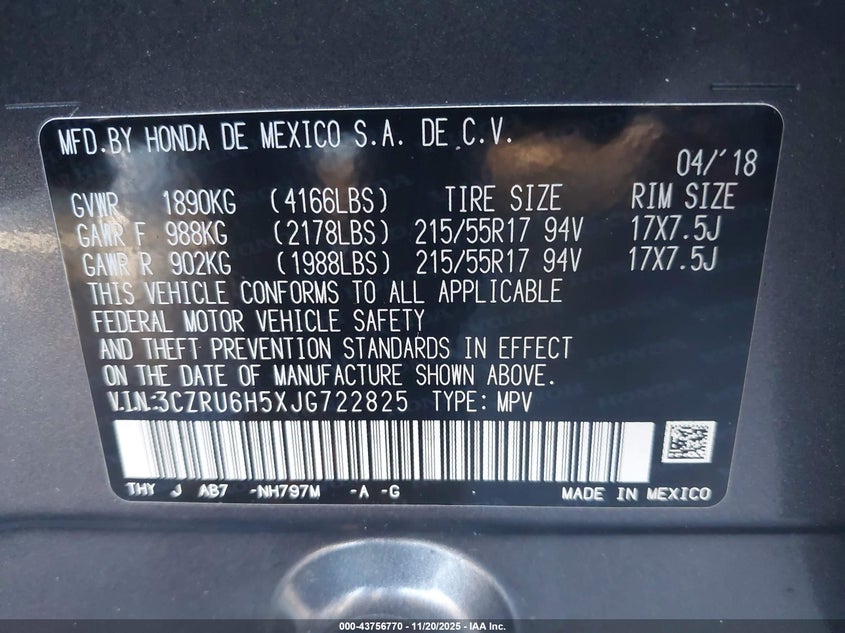 MFD.BY HONDA DE MEXICO S.A. DE C.V.
04/'18
GVWR 1890KG (4166LBS) TIRE SIZE RIM SIZE
GAWR F 988KG (2178LBS) 215/55R17 94V 17X7.5J
GAWR R 902KG (1988LBS) 215/55R17 94V 17X7.5J
THIS VEHICLE CONFORMS TO ALL APPLICABLE
FEDERAL MOTOR VEHICLE SAFETY
AND THEFT PREVENTION STANDARDS IN EFFECT
ON THE DATE OF MANUFACTURE SHOWN ABOVE.
V.I.N.:3CZRU6H5XJG722825 TYPE: MPV
THY J AB7 -NH797M -A -G MADE IN MEXICO
000-43756770 - 11/20/2025 - IAA Inc.